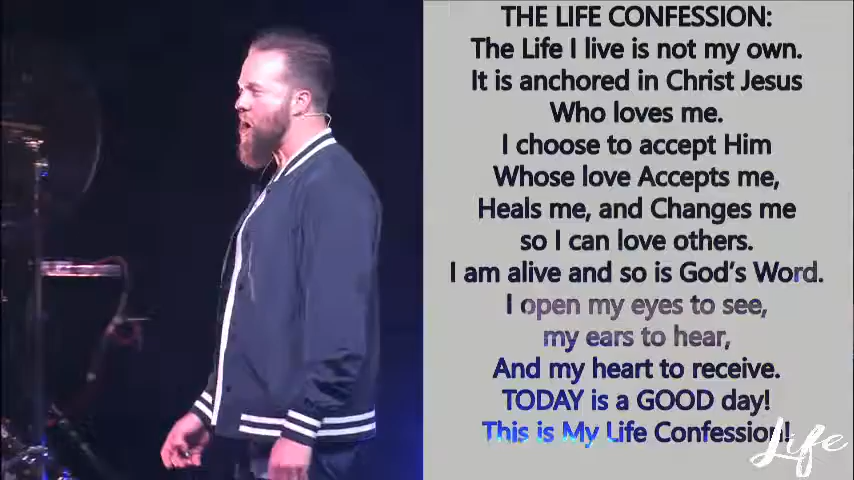 THE LIFE CONFESSION:
The Life I live is not my own.
It is anchored in Christ Jesus
Who loves me.
I choose to accept Him
Whose love Accepts me,
Heals me, and Changes me
so I can love others.
I am alive and so is God's Word.
I open my eyes to see,
my ears to hear,
And my heart to receive.
TODAY is a GOOD day!
This is My Life Confession!
Life